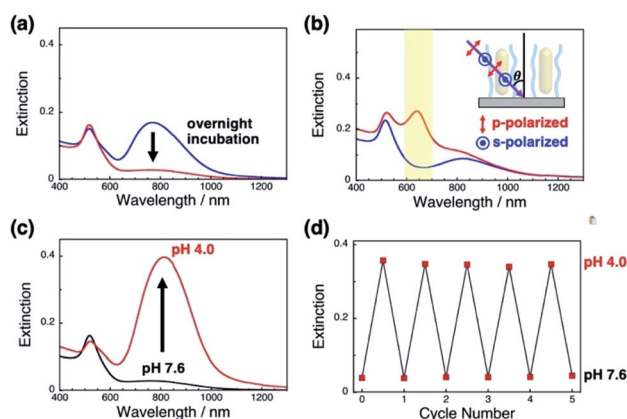 (a)
0.4
0.2
0
Extinction
overnight
incubation
400 600 800 1000 1200
Wavelength / nm
(b)
0.4
0.2
0
Extinction
θ
p-polarized
s-polarized
400 600 800 1000 1200
Wavelength / nm
(c)
0.4
0.2
0
Extinction
pH 4.0
pH 7.6
400 600 800 1000 1200
Wavelength / nm
(d)
0.4
0.2
0
Extinction
pH 4.0
pH 7.6
0 1 2 3 4 5
Cycle Number